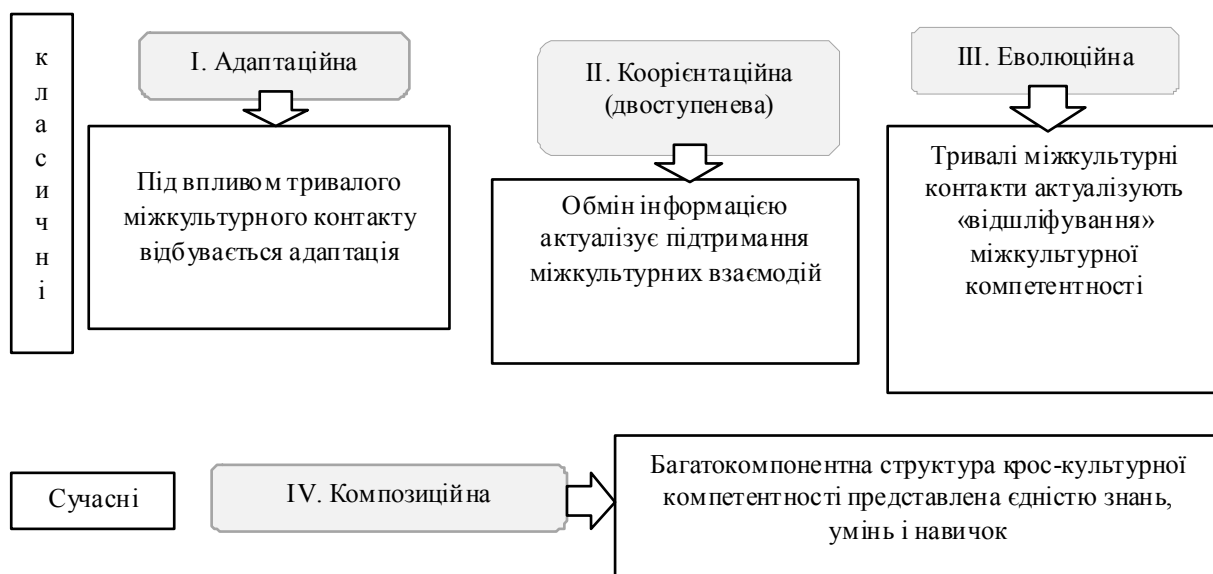 класичні
І. Адаптаційна
Під впливом тривалого
міжкультурного контакту
відбувається адаптація
ІІ. Коорієнтаційна
(двоступенева)
Обмін інформацією
актуалізує підтримання
міжкультурних взаємодій
ІІІ. Еволюційна
Тривалі міжкультурні
контакти актуалізують
«відшліфування»
міжкультурної
компетентності
Сучасні
IV. Композиційна
Багатокомпонентна структура крос-культурної
компетентності представлена єдністю знань,
умінь і навичок